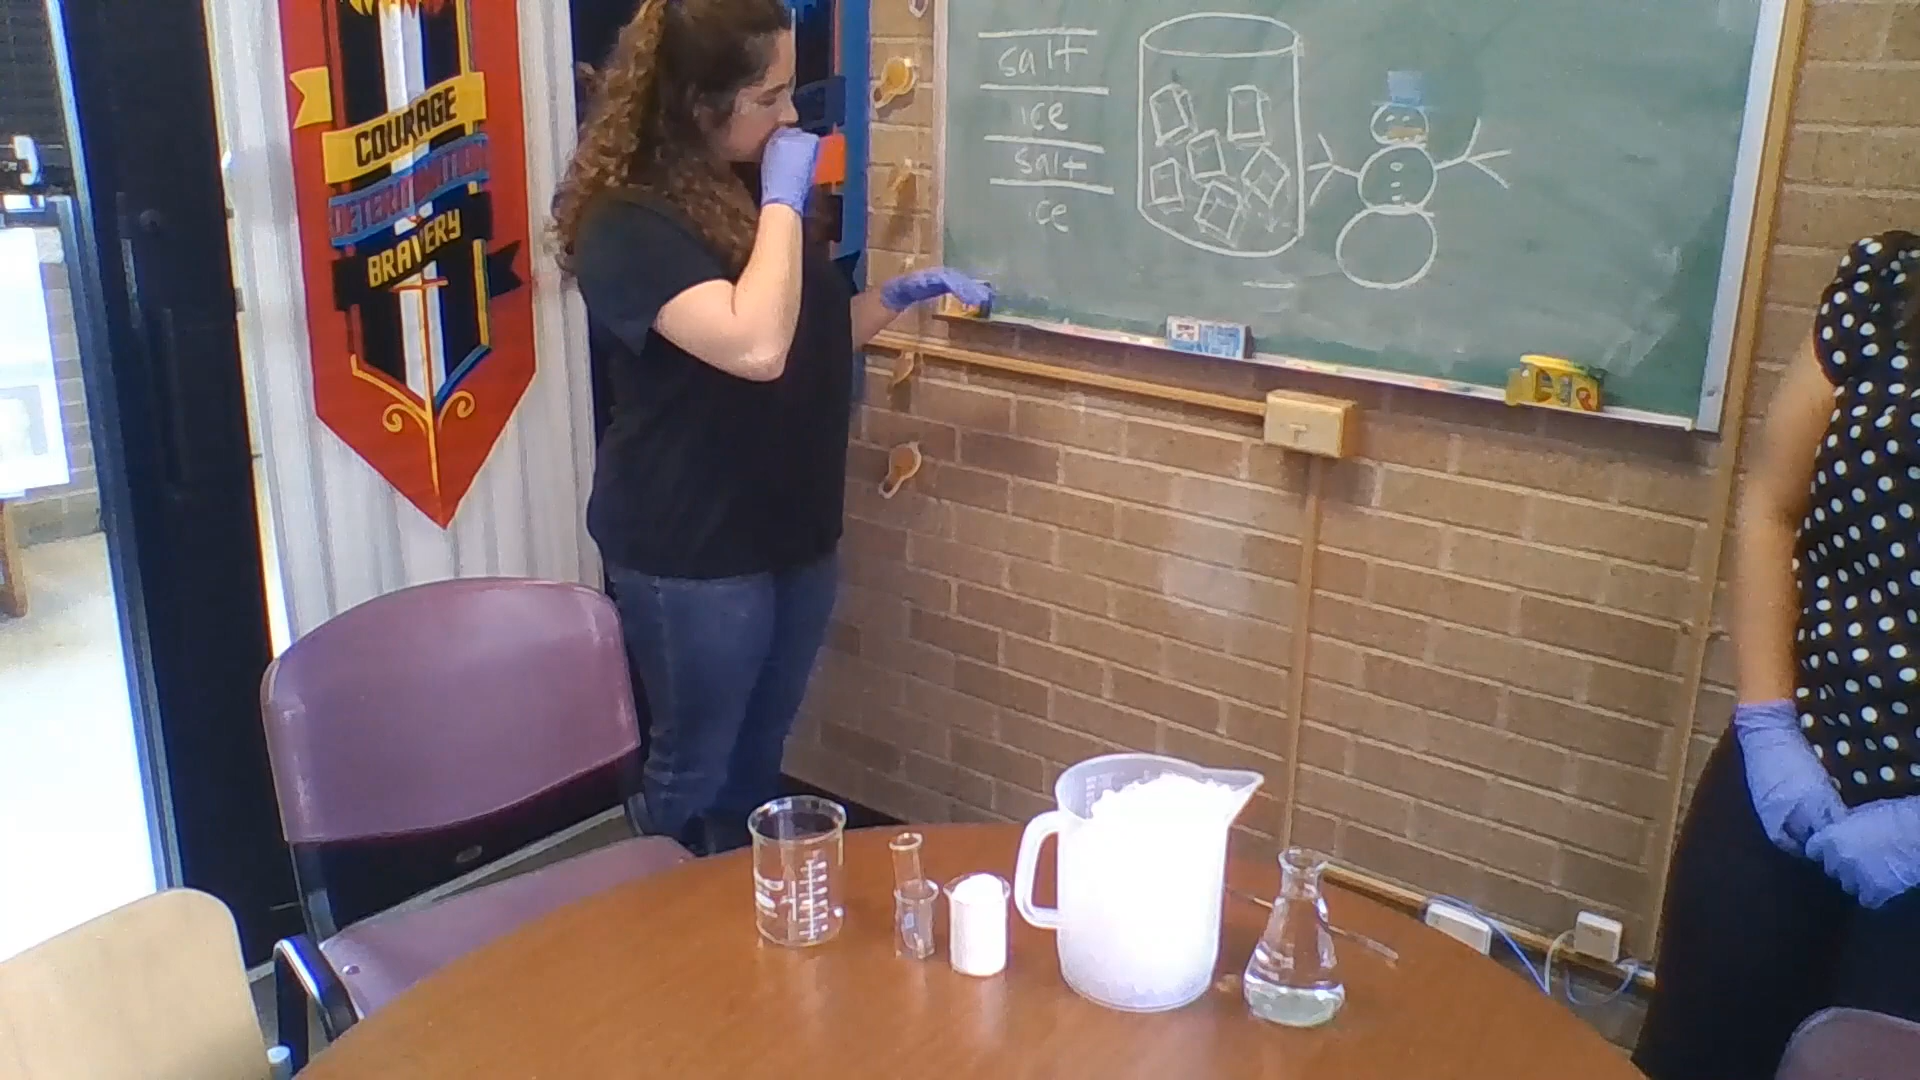 COURAGE
DETERMINATION
BRAVERY
salt
ice
salt
ice